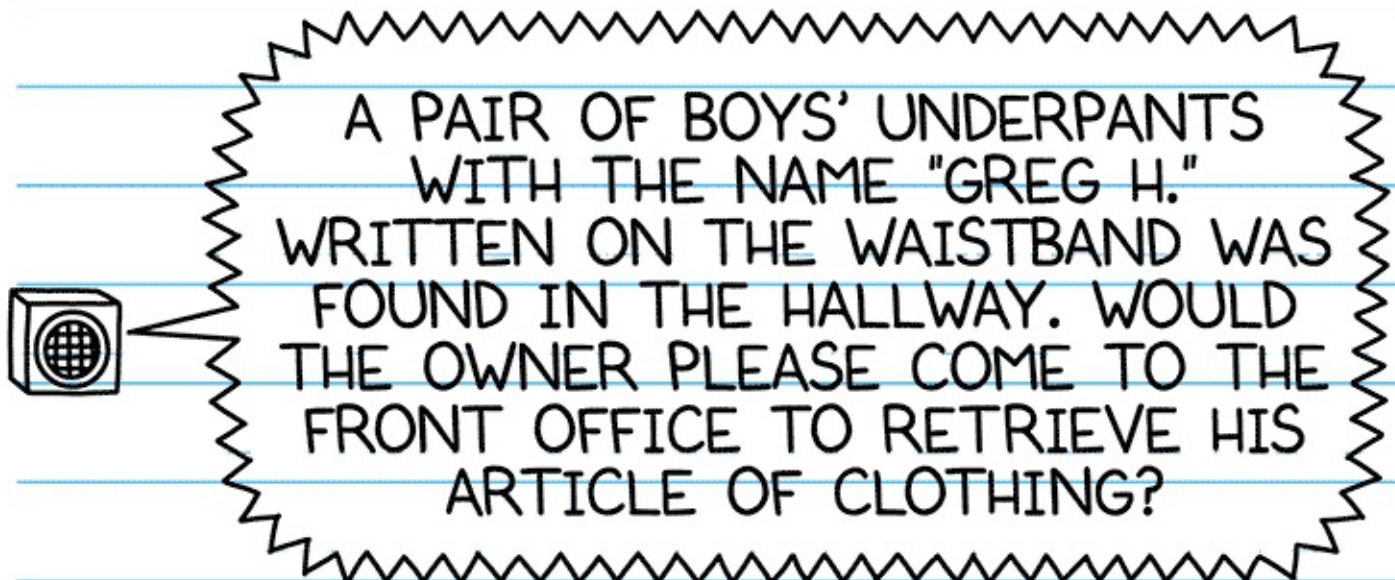 A PAIR OF BOYS' UNDERPANTS
WITH THE NAME "GREG H."
WRITTEN ON THE WAISTBAND WAS
FOUND IN THE HALLWAY. WOULD
THE OWNER PLEASE COME TO THE
FRONT OFFICE TO RETRIEVE HIS
ARTICLE OF CLOTHING?